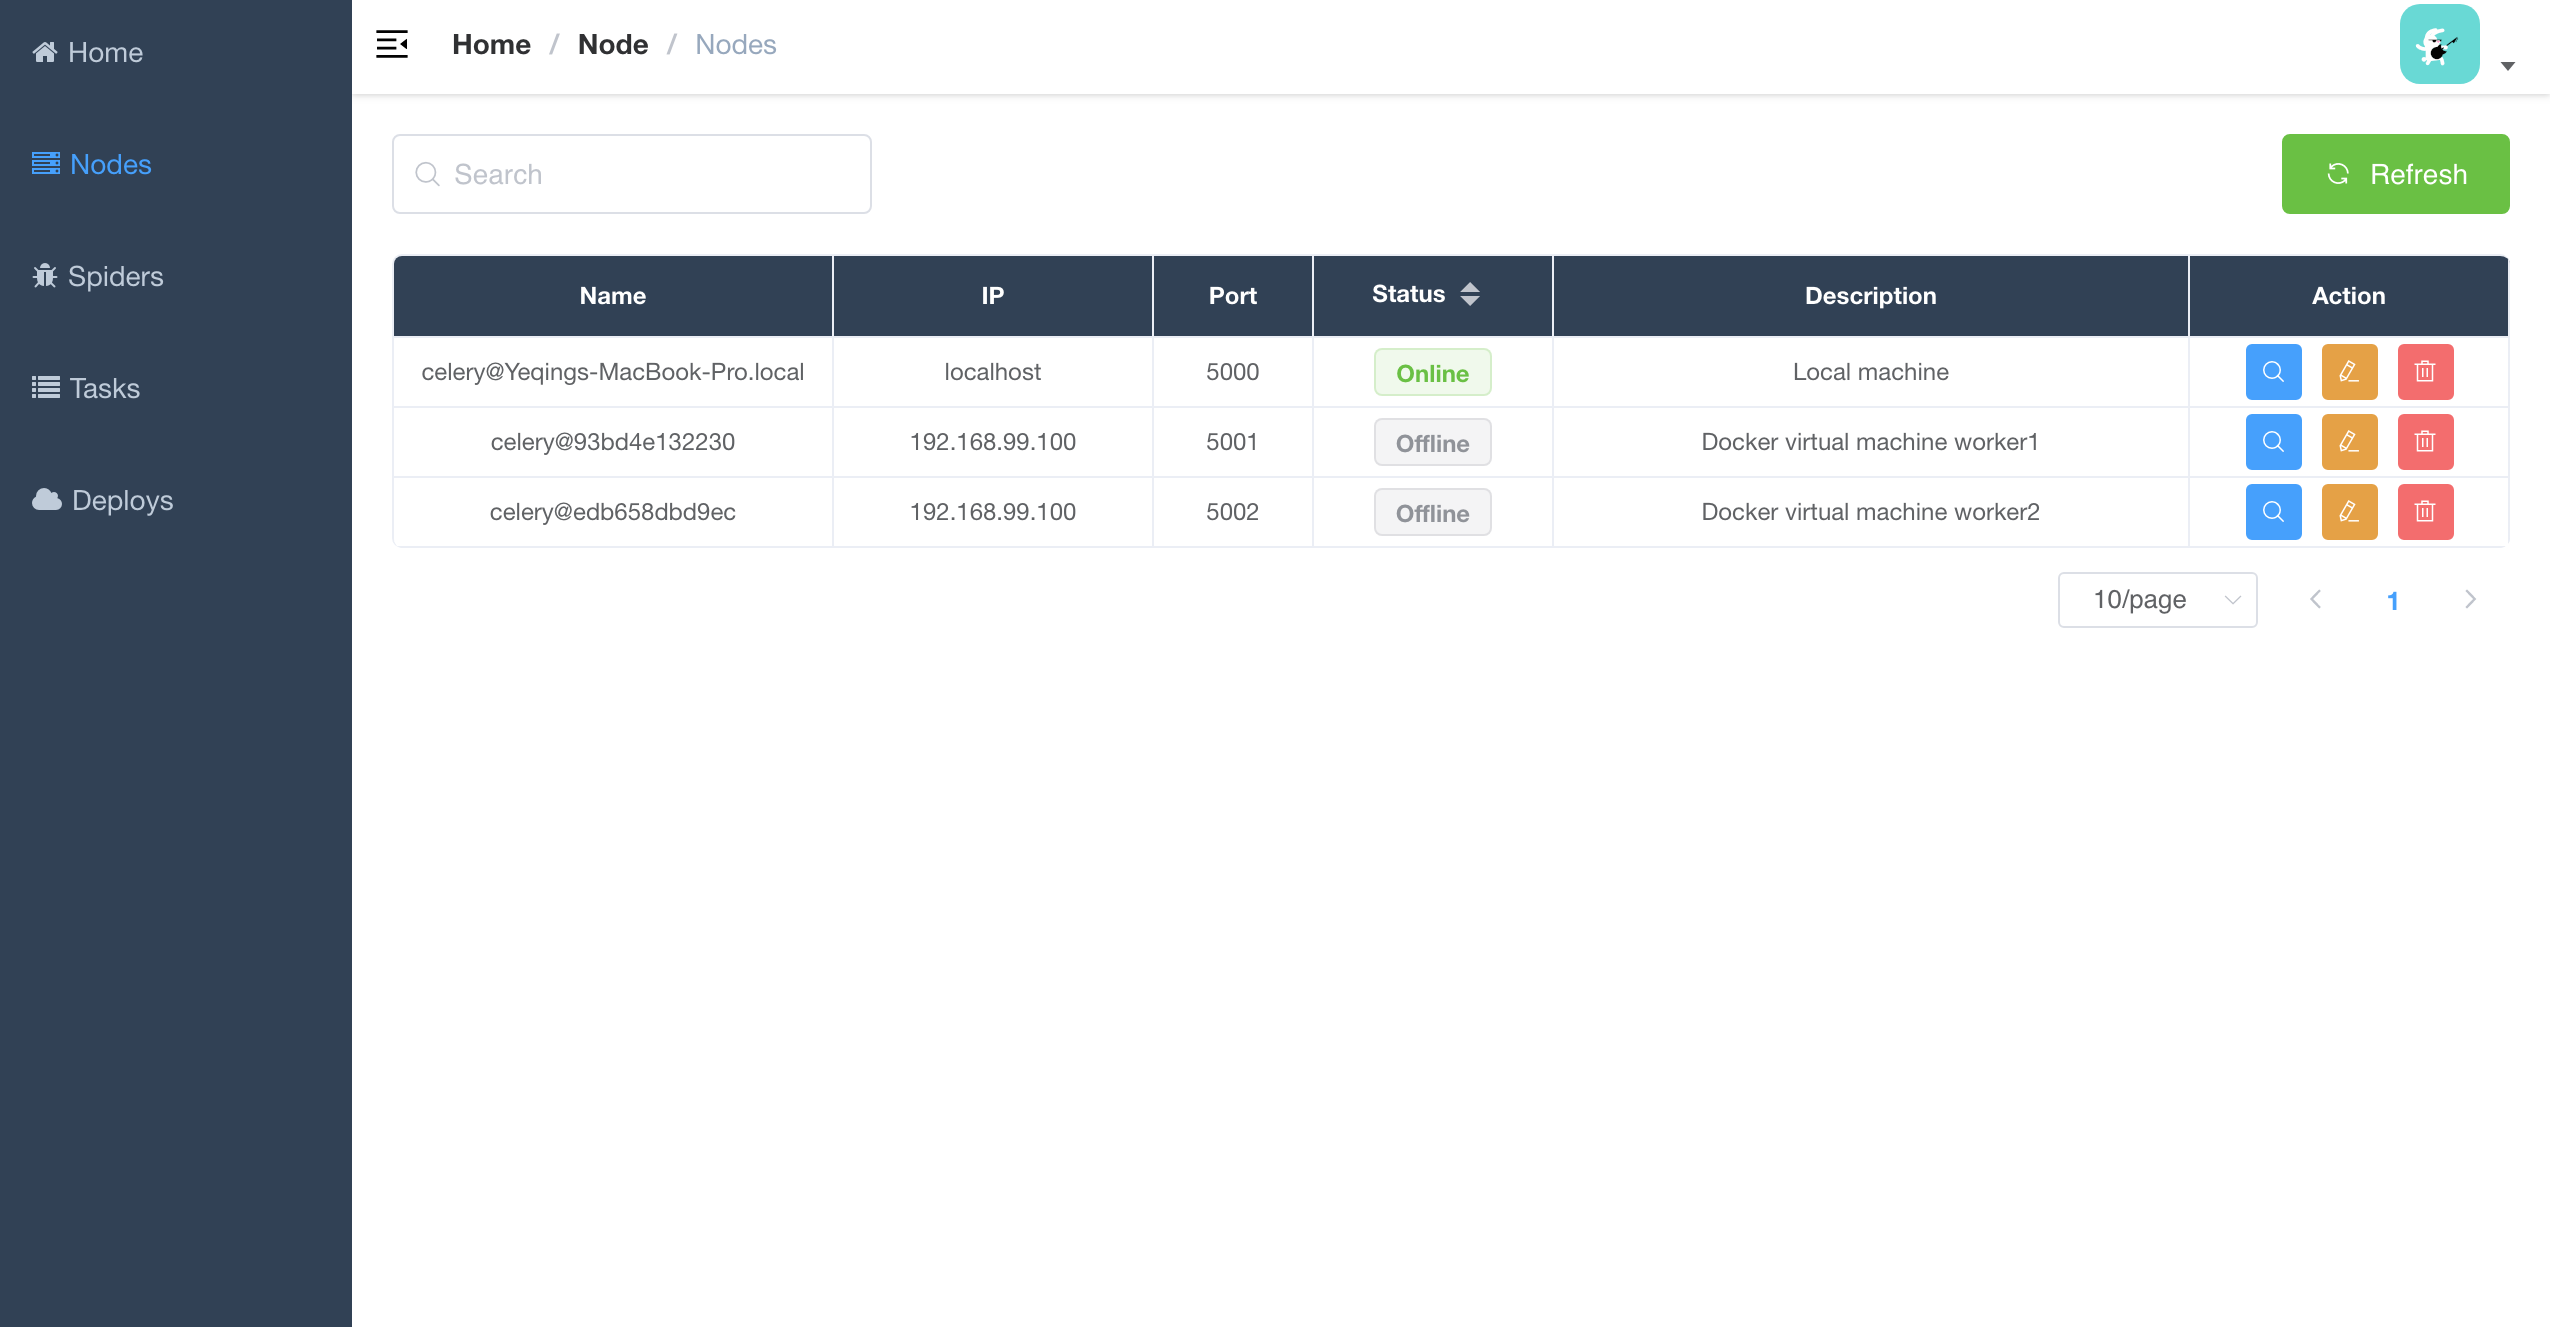 Home
Nodes
Spiders
Tasks
Deploys
Home / Node / Nodes
Search
Refresh
Name IP Port Status Description Action
celery@Yeqings-MacBook-Pro.local localhost 5000 Online Local machine
celery@93bd4e132230 192.168.99.100 5001 Offline Docker virtual machine worker1
celery@edb658dbd9ec 192.168.99.100 5002 Offline Docker virtual machine worker2
10/page 1